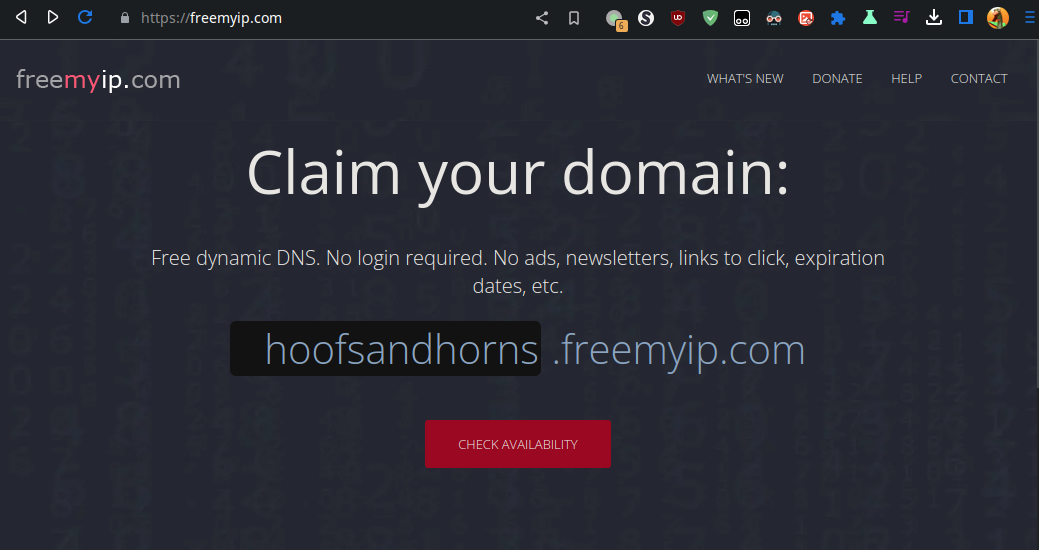 https://freemyip.com
6
freemyip.com
WHAT'S NEW DONATE HELP CONTACT
Claim your domain:
Free dynamic DNS. No login required. No ads, newsletters, links to click, expiration
dates, etc.
hoofsandhorns .freemyip.com
CHECK AVAILABILITY